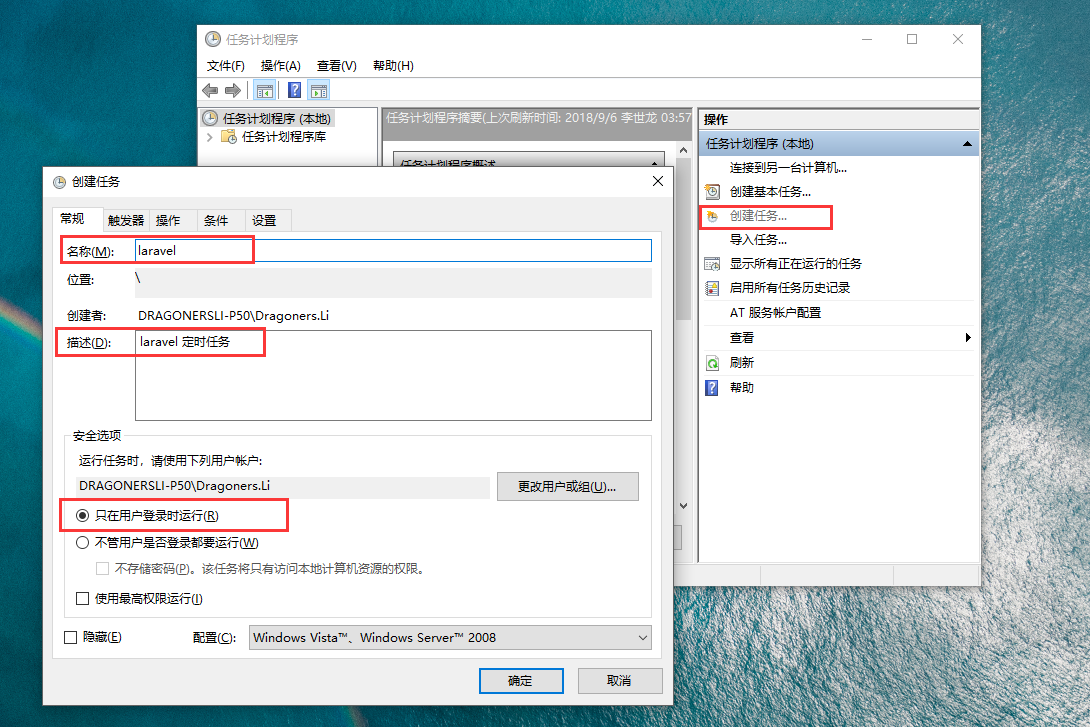 任务计划程序
文件(F) 操作(A) 查看(V) 帮助(H)
任务计划程序 (本地)
任务计划程序库
任务计划程序摘要(上次刷新时间: 2018/9/6 李世龙 03:57
任务计划程序概述
操作
任务计划程序 (本地)
连接到另一台计算机...
创建基本任务...
创建任务...
导入任务...
显示所有正在运行的任务
启用所有任务历史记录
AT 服务帐户配置
查看
刷新
帮助
创建任务
常规 触发器 操作 条件 设置
名称(M): laravel
位置: \
创建者: DRAGONERSLI-P50\Dragoners.Li
描述(D): laravel 定时任务
安全选项
运行任务时，请使用下列用户帐户:
DRAGONERSLI-P50\Dragoners.Li
更改用户或组(U)...
只在用户登录时运行(R)
不管用户是否登录都要运行(W)
不存储密码(P)。该任务将只有访问本地计算机资源的权限。
使用最高权限运行(I)
隐藏(E) 配置(C): Windows Vista™、Windows Server™ 2008
确定 取消